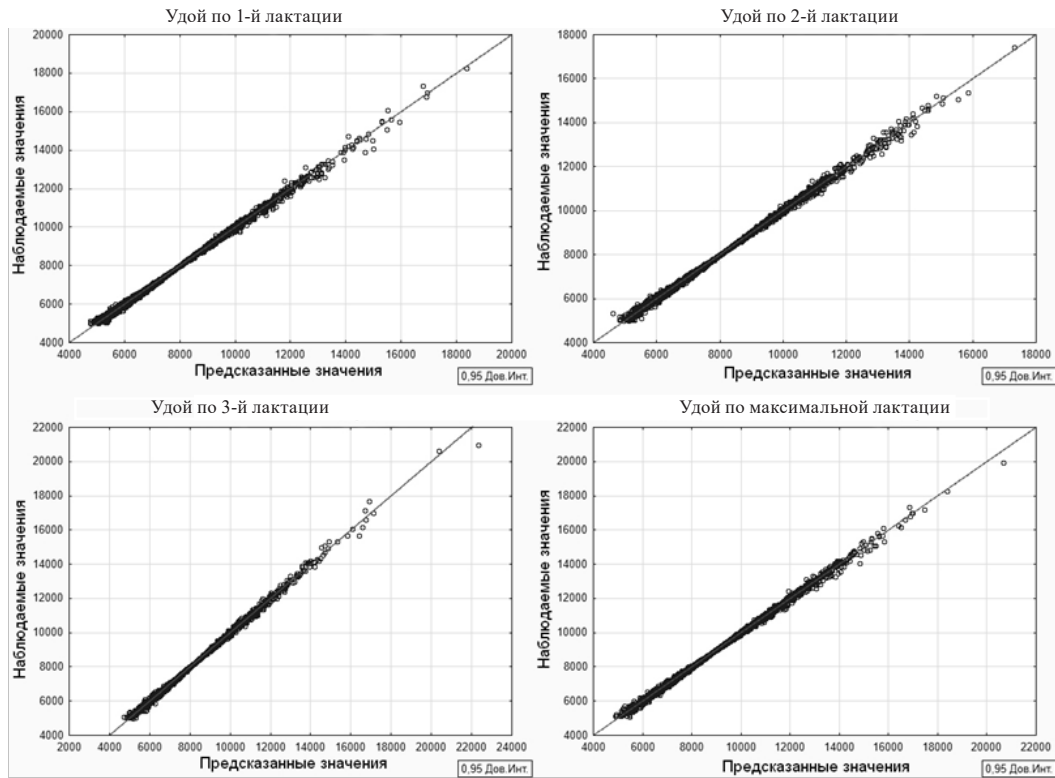 Удой по 1-й лактации
20000
18000
16000
14000
12000
10000
8000
6000
4000
Наблюдаемые значения
4000 6000 8000 10000 12000 14000 16000 18000 20000
Предсказанные значения
0,95 Дов.Инт.
Удой по 2-й лактации
18000
16000
14000
12000
10000
8000
6000
4000
Наблюдаемые значения
4000 6000 8000 10000 12000 14000 16000 18000
Предсказанные значения
0,95 Дов.Инт.
Удой по 3-й лактации
22000
20000
18000
16000
14000
12000
10000
8000
6000
4000
Наблюдаемые значения
2000 4000 6000 8000 10000 12000 14000 16000 18000 20000 22000 24000
Предсказанные значения
0,95 Дов.Инт.
Удой по максимальной лактации
22000
20000
18000
16000
14000
12000
10000
8000
6000
4000
Наблюдаемые значения
4000 6000 8000 10000 12000 14000 16000 18000 20000 22000
Предсказанные значения
0,95 Дов.Инт.